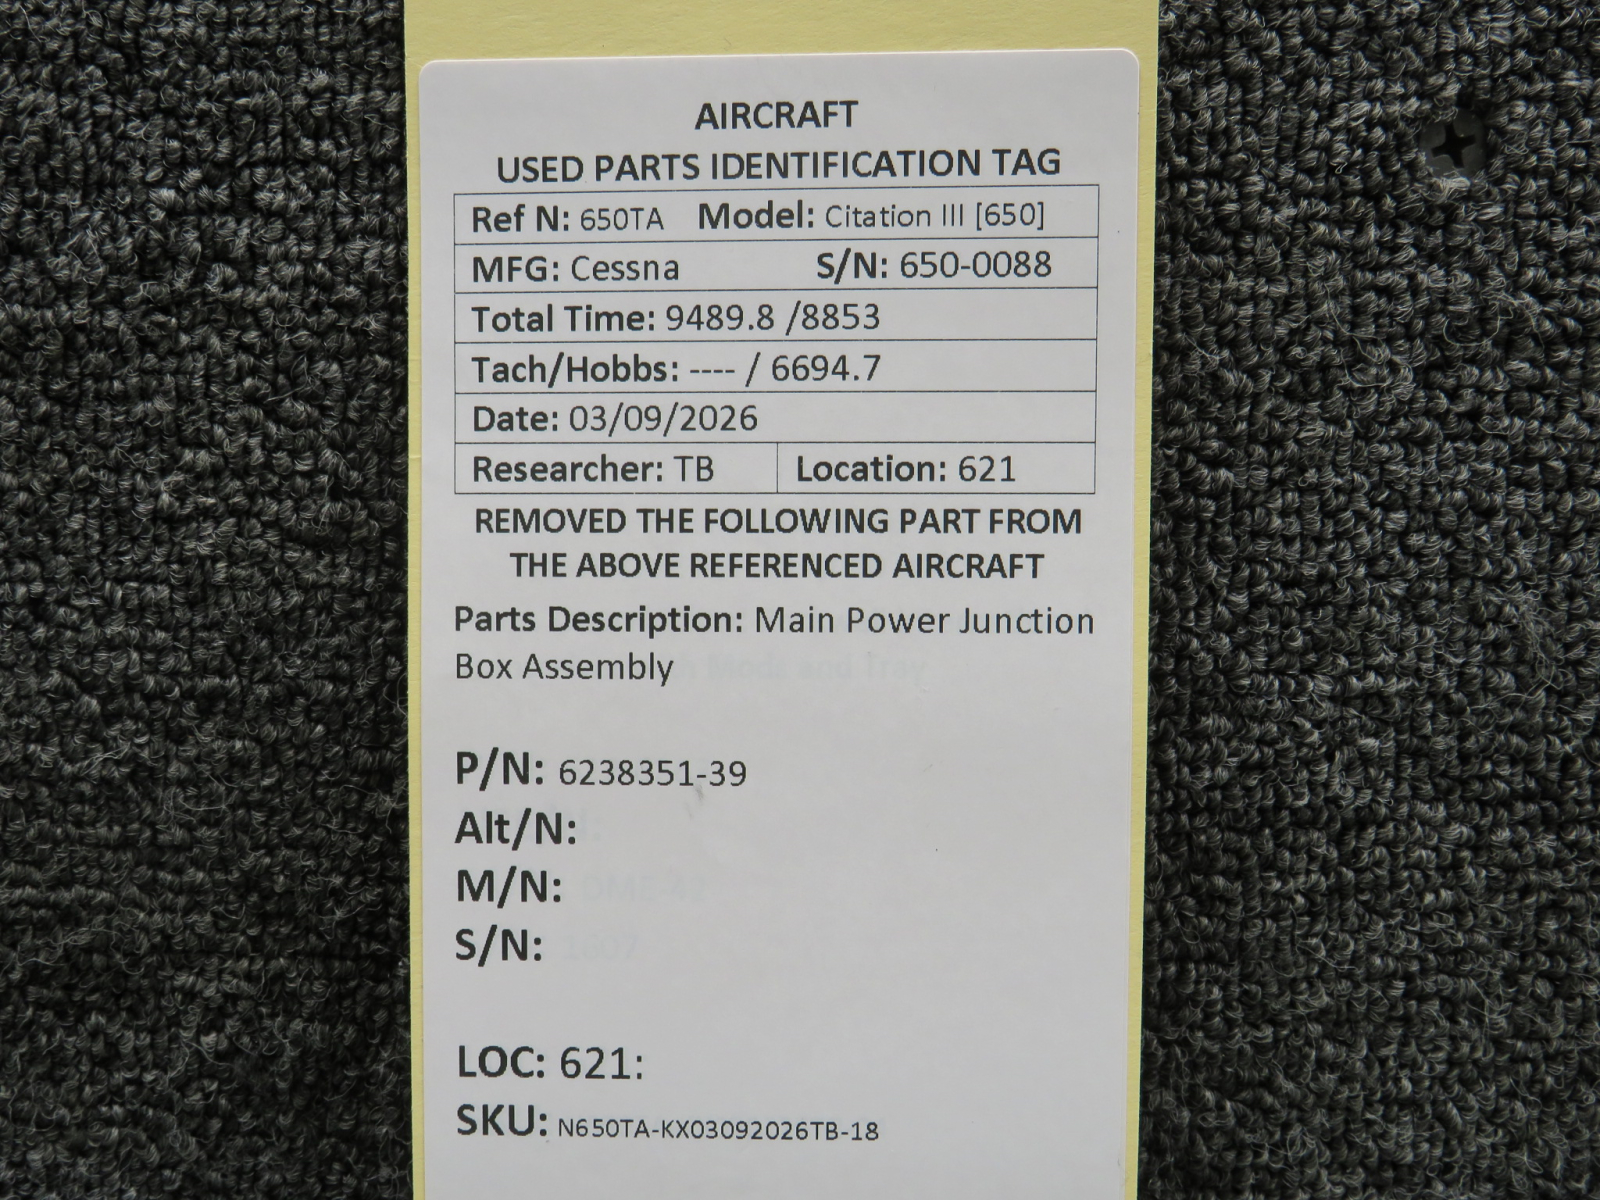 AIRCRAFT
USED PARTS IDENTIFICATION TAG
Ref N: 650TA Model: Citation III [650]
MFG: Cessna S/N: 650-0088
Total Time: 9489.8 /8853
Tach/Hobbs: ---- / 6694.7
Date: 03/09/2026
Researcher: TB Location: 621
REMOVED THE FOLLOWING PART FROM
THE ABOVE REFERENCED AIRCRAFT
Parts Description: Main Power Junction
Box Assembly
P/N: 6238351-39
Alt/N:
M/N:
S/N:
LOC: 621:
SKU: N650TA-KX03092026TB-18